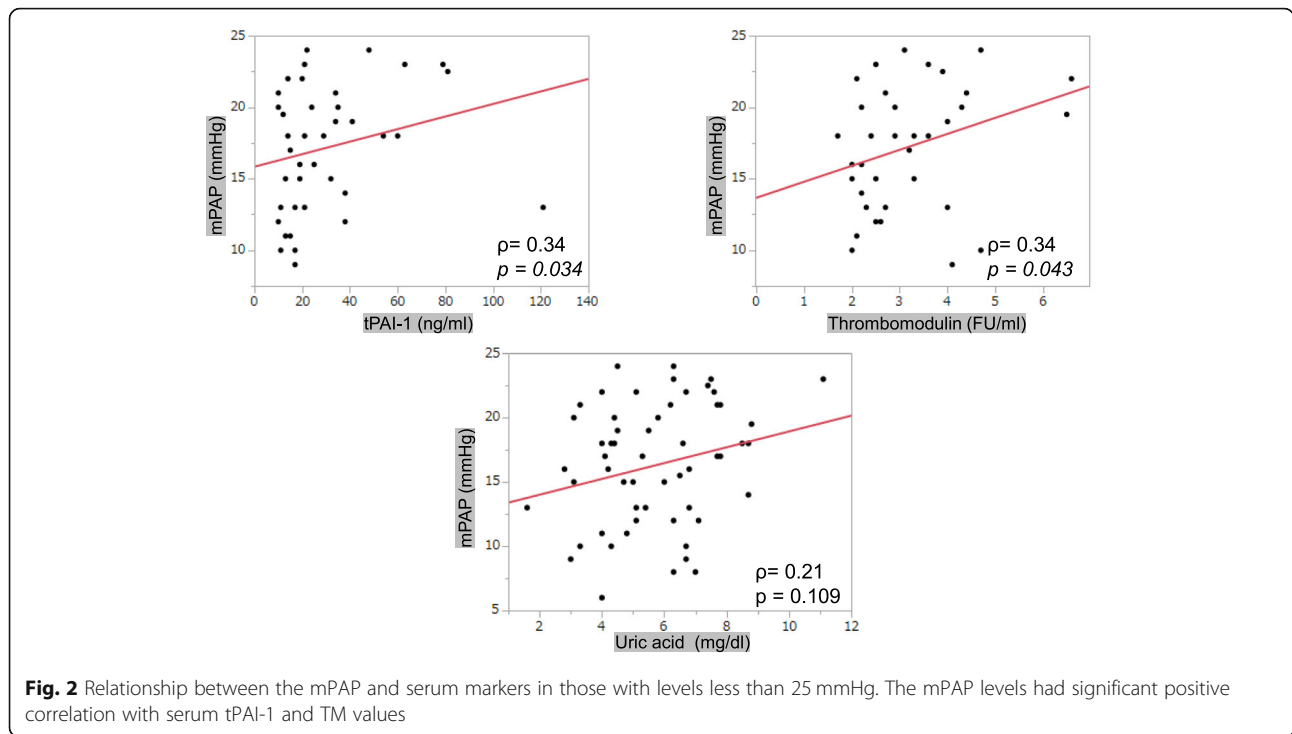 25
20
15
10
mPAP (mmHg)
0 20 40 60 80 100 120 140
tPAI-1 (ng/ml)
ρ= 0.34
p = 0.034
25
20
15
10
mPAP (mmHg)
0 1 2 3 4 5 6
Thrombomodulin (FU/ml)
ρ= 0.34
p = 0.043
25
20
15
10
5
mPAP (mmHg)
2 4 6 8 10 12
Uric acid (mg/dl)
ρ= 0.21
p = 0.109
Fig. 2 Relationship between the mPAP and serum markers in those with levels less than 25 mmHg. The mPAP levels had significant positive
correlation with serum tPAI-1 and TM values